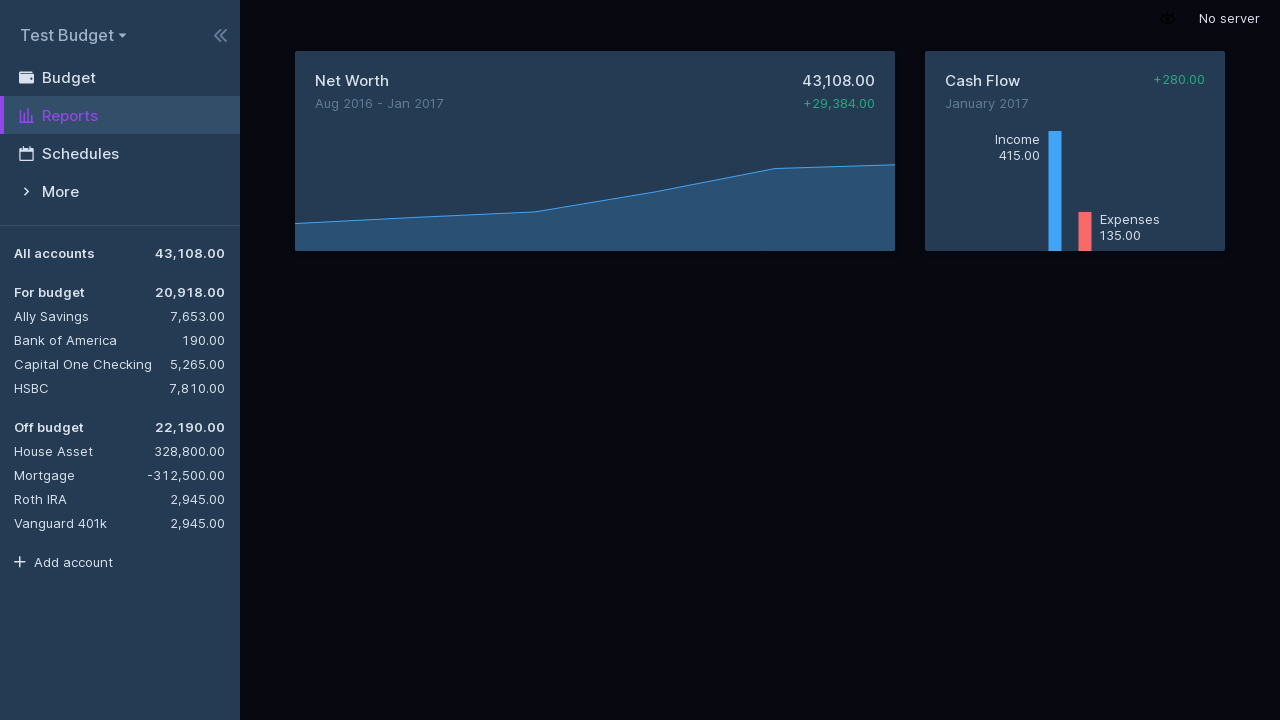 Test Budget
Budget
Reports
Schedules
More
All accounts 43,108.00
For budget 20,918.00
Ally Savings 7,653.00
Bank of America 190.00
Capital One Checking 5,265.00
HSBC 7,810.00
Off budget 22,190.00
House Asset 328,800.00
Mortgage -312,500.00
Roth IRA 2,945.00
Vanguard 401k 2,945.00
Add account
No server
Net Worth 43,108.00
Aug 2016 - Jan 2017 +29,384.00
Cash Flow +280.00
January 2017
Income
415.00
Expenses
135.00